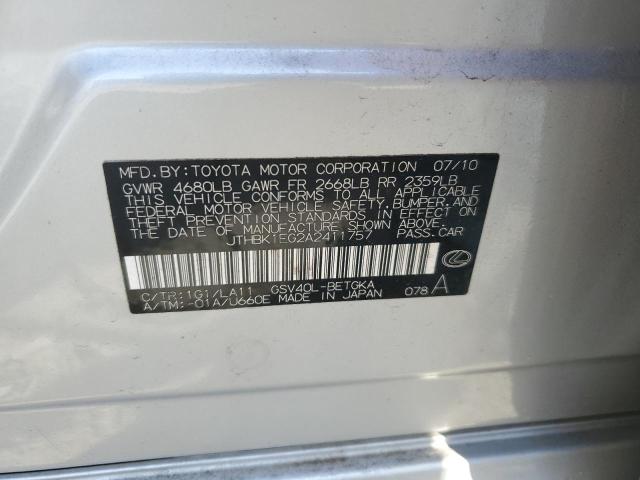 MFD.BY:TOYOTA MOTOR CORPORATION 07/10
GVWR 4680LB GAWR FR 2668LB RR 2359LB
THIS VEHICLE CONFORMS TO ALL APPLICABLE
FEDERAL MOTOR VEHICLE SAFETY, BUMPER, AND
THEFT PREVENTION STANDARDS IN EFFECT ON
THE DATE OF MANUFACTURE SHOWN ABOVE.
JTHBK1EG2A2411757 PASS-CAR
C/TR:1G1/LA11 GSV40L-BETGKA
A/TM:-01A/U660E MADE IN JAPAN 078 A